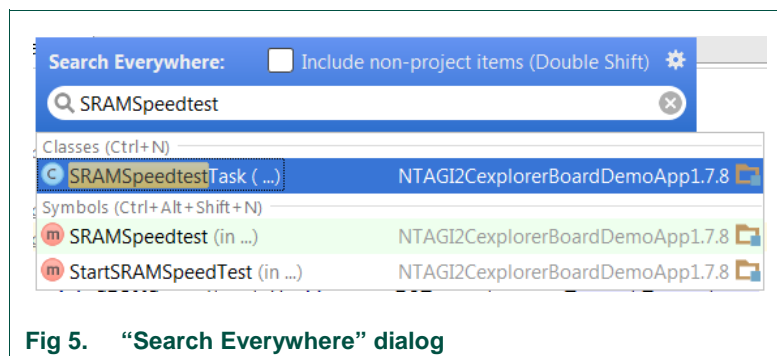 Search Everywhere: Include non-project items (Double Shift)
SRAMSpeedtest
Classes (Ctrl+N)
SRAMSpeedtestTask ( ...) NTAGI2CexplorerBoardDemoApp1.7.8
Symbols (Ctrl+Alt+Shift+N)
SRAMSpeedtest (in ...) NTAGI2CexplorerBoardDemoApp1.7.8
StartSRAMSpeedTest (in ...) NTAGI2CexplorerBoardDemoApp1.7.8
Fig 5. “Search Everywhere” dialog